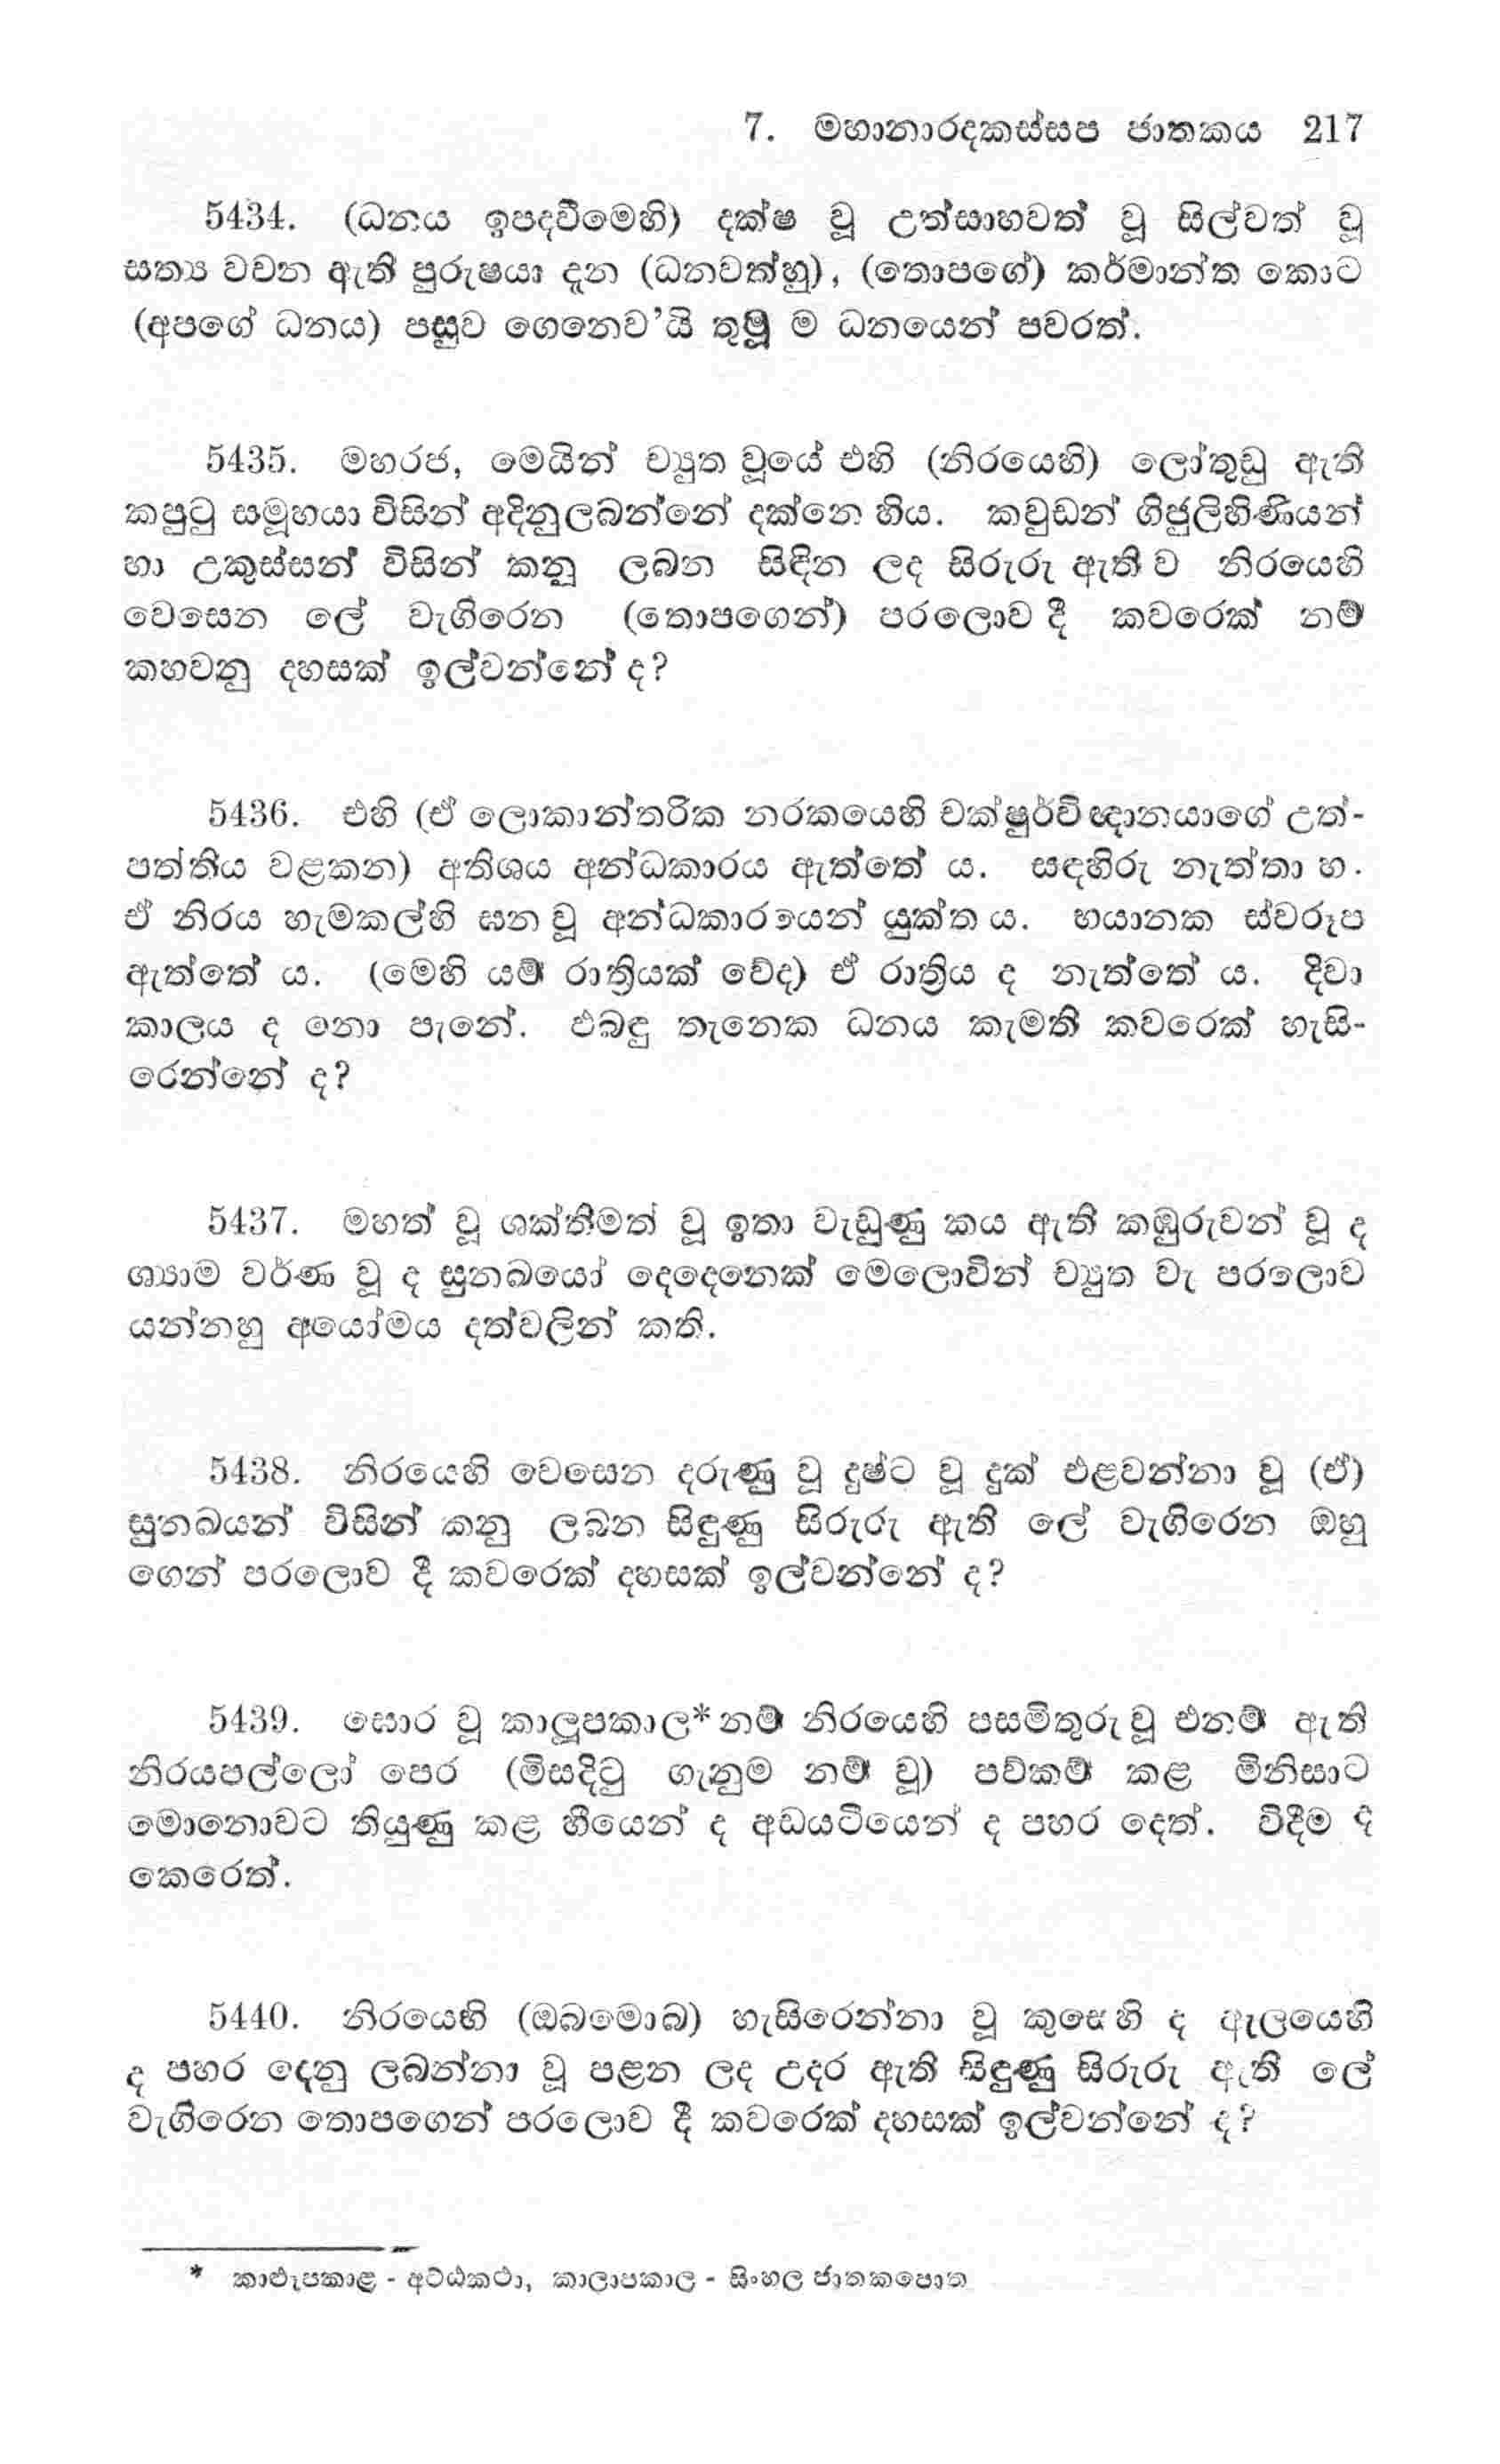 7. මහානාරදකස්සප ජාතකය 217
5434. (ධනය ඉපදවීමෙහි) දක්ෂ වූ උත්සාහවත් වූ සිල්වත් වූ
සත්‍ය වචන ඇති පුරුෂයා දැන (ධනවක්හු), (තොපගේ) කර්මාන්ත කොට
(අපගේ ධනය) පසුව ගෙනෙව'යි තුමූ ම ධනයෙන් පවරත්.
5435. මහරජ, මෙයින් ච්‍යුත වූයේ එහි (නිරයෙහි) ලෝතුඩු ඇති
කපුටු සමූහයා විසින් අදිනුලබන්නේ දක්නෙ හිය. කවුඩන් ගිජුලිහිණියන්
හා උකුස්සන් විසින් කනු ලබන සිඳින ලද සිරුරු ඇති ව නිරයෙහි
වෙසෙන ලේ වැගිරෙන (තොපගෙන්) පරලොව දී කවරෙක් නම්
කහවනු දහසක් ඉල්වන්නේ ද?
5436. එහි (ඒ ලොකාන්තරික නරකයෙහි චක්ෂුර්විඥානයාගේ උත්-
පත්තිය වළකන) අතිශය අන්ධකාරය ඇත්තේ ය. සඳහිරු නැත්තා හ.
ඒ නිරය හැමකල්හි ඝන වූ අන්ධකාරයෙන් යුක්ත ය. භයානක ස්වරූප
ඇත්තේ ය. (මෙහි යම් රාත්‍රියක් වේද) ඒ රාත්‍රිය ද නැත්තේ ය. දිවා
කාලය ද නො පැනේ. එබඳු තැනෙක ධනය කැමති කවරෙක් හැසි-
රෙන්නේ ද?
5437. මහත් වූ ශක්තිමත් වූ ඉතා වැඩුණු කය ඇති කඹුරුවන් වූ ද
ශ්‍යාම වර්ණ වූ ද සුනඛයෝ දෙදෙනෙක් මෙලොවින් ච්‍යුත වැ පරලොව
යන්නහු අයෝමය දත්වලින් කති.
5438. නිරයෙහි වෙසෙන දරුණු වූ දුෂ්ට වූ දුක් එළවන්නා වූ (ඒ)
සුනඛයන් විසින් කනු ලබන සිඳුණු සිරුරු ඇති ලේ වැගිරෙන ඔහු
ගෙන් පරලොව දී කවරෙක් දහසක් ඉල්වන්නේ ද?
5439. ඝොර වූ කාලූපකාල* නම් නිරයෙහි පසමිතුරු වූ එනම් ඇති
නිරයපල්ලෝ පෙර (මිසදිටු ගැනුම නම් වූ) පව්කම් කළ මිනිසාට
මොනොවට තියුණු කළ හීයෙන් ද අඩයටියෙන් ද පහර දෙත්. විදීම ද
කෙරෙත්.
5440. නිරයෙහි (ඔබමොබ) හැසිරෙන්නා වූ කුසෙහි ද ඇලයෙහි
ද පහර දෙනු ලබන්නා වූ පළන ලද උදර ඇති සිඳුණු සිරුරු ඇති ලේ
වැගිරෙන තොපගෙන් පරලොව දී කවරෙක් දහසක් ඉල්වන්නේ ද?
* කාළූපකාළ - අට්ඨකථා, කාලාපකාල - සිංහල ජාතකපොත